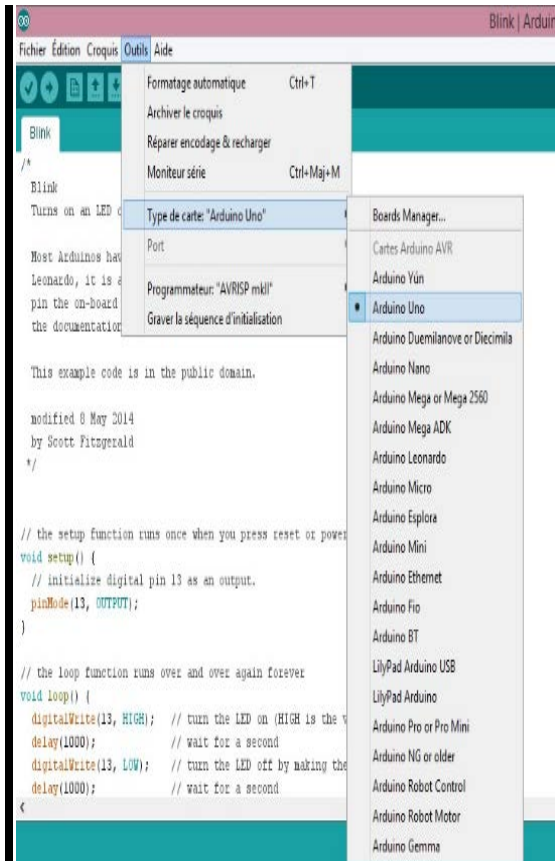 Blink | Arduin
Fichier Édition Croquis Outils Aide
Formatage automatique Ctrl+T
Archiver le croquis
Réparer encodage & recharger
Moniteur série Ctrl+Maj+M
Type de carte: "Arduino Uno"
Port
Programmateur: "AVRISP mkII"
Graver la séquence d'initialisation
Boards Manager...
Cartes Arduino AVR
Arduino Yún
Arduino Uno
Arduino Duemilanove or Diecimila
Arduino Nano
Arduino Mega or Mega 2560
Arduino Mega ADK
Arduino Leonardo
Arduino Micro
Arduino Esplora
Arduino Mini
Arduino Ethernet
Arduino Fio
Arduino BT
LilyPad Arduino USB
LilyPad Arduino
Arduino Pro or Pro Mini
Arduino NG or older
Arduino Robot Control
Arduino Robot Motor
Arduino Gemma
Blink
/*
Blink
Turns on an LED
Most Arduinos hav
Leonardo, it is a
pin the on-board
the documentation
This example code is in the public domain.
modified 8 May 2014
by Scott Fitzgerald
*/
// the setup function runs once when you press reset or power
void setup() {
// initialize digital pin 13 as an output.
pinMode(13, OUTPUT);
}
// the loop function runs over and over again forever
void loop() {
digitalWrite(13, HIGH); // turn the LED on (HIGH is the v
delay(1000); // wait for a second
digitalWrite(13, LOW); // turn the LED off by making the
delay(1000); // wait for a second